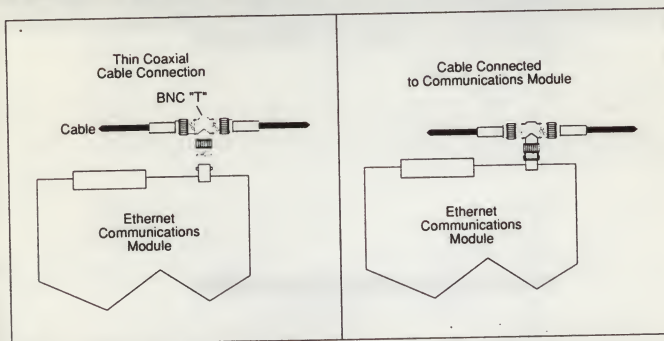 Thin Coaxial
Cable Connection
BNC "T"
Cable
Ethernet
Communications
Module
Cable Connected
to Communications Module
Ethernet
Communications
Module